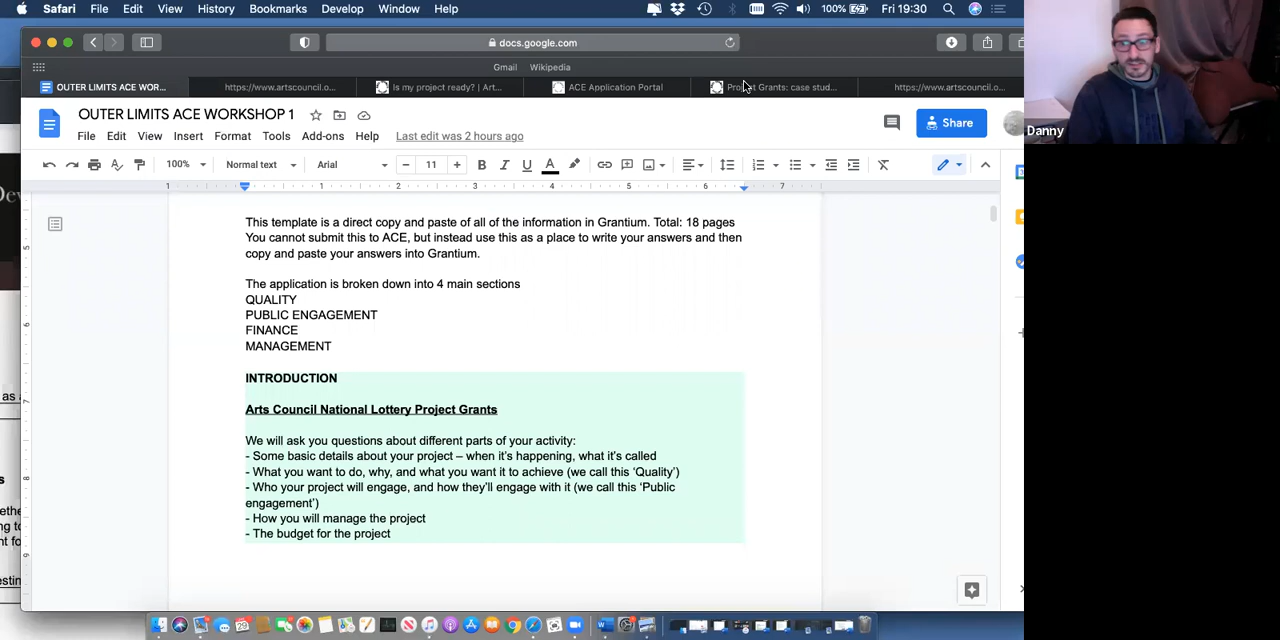 Safari File Edit View History Bookmarks Develop Window Help 100% Fri 19:30
docs.google.com
Gmail Wikipedia
OUTER LIMITS ACE WOR... https://www.artscouncil.o... Is my project ready? | Art... ACE Application Portal Project Grants: case stud... https://www.artscouncil.o...
OUTER LIMITS ACE WORKSHOP 1
Share
File Edit View Insert Format Tools Add-ons Help Last edit was 2 hours ago
100% Normal text Arial 11 B I U A
1 1 2 3 4 5 6 7
This template is a direct copy and paste of all of the information in Grantium. Total: 18 pages
You cannot submit this to ACE, but instead use this as a place to write your answers and then
copy and paste your answers into Grantium.
The application is broken down into 4 main sections
QUALITY
PUBLIC ENGAGEMENT
FINANCE
MANAGEMENT
INTRODUCTION
Arts Council National Lottery Project Grants
We will ask you questions about different parts of your activity:
- Some basic details about your project – when it’s happening, what it’s called
- What you want to do, why, and what you want it to achieve (we call this ‘Quality’)
- Who your project will engage, and how they’ll engage with it (we call this ‘Public
engagement’)
- How you will manage the project
- The budget for the project
Danny